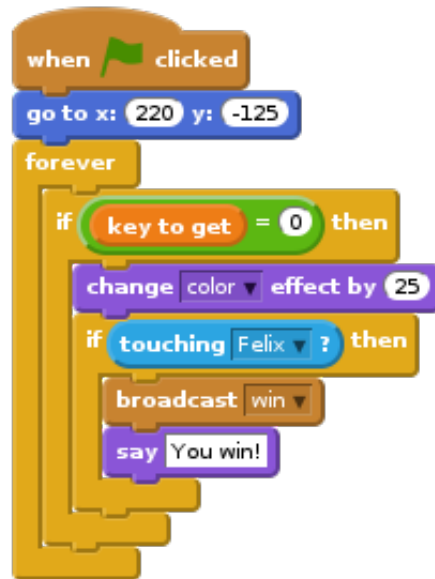 when clicked
go to x: 220 y: -125
forever
if key to get = 0 then
change color effect by 25
if touching Felix ? then
broadcast win
say You win!